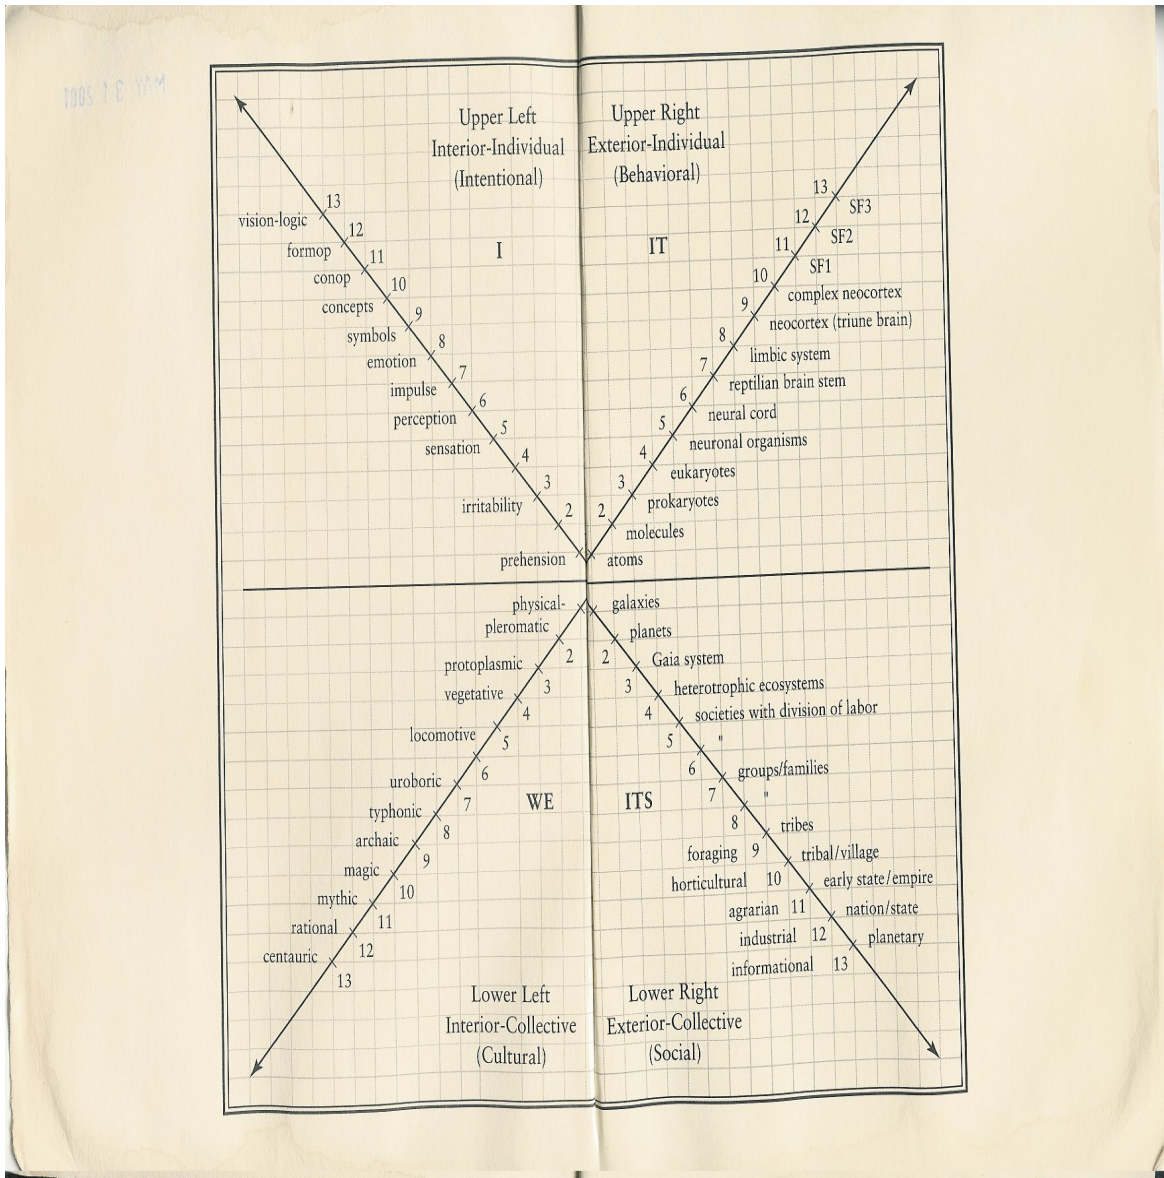 MAY 31 2001
Upper Left
Interior-Individual
(Intentional)
I
13
vision-logic
12
formop
11
conop
10
concepts
9
symbols
8
emotion
7
impulse
6
perception
5
sensation
4
3
irritability
2
prehension
Upper Right
Exterior-Individual
(Behavioral)
IT
13
SF3
12
SF2
11
SF1
10
complex neocortex
9
neocortex (triune brain)
8
limbic system
7
reptilian brain stem
6
neural cord
5
neuronal organisms
4
eukaryotes
3
prokaryotes
2
molecules
atoms
physical-
pleromatic
2
protoplasmic
3
vegetative
4
locomotive
5
6
uroboric
7
typhonic
8
archaic
9
magic
10
mythic
11
rational
12
centauric
13
WE
Lower Left
Interior-Collective
(Cultural)
galaxies
planets
2 Gaia system
3 heterotrophic ecosystems
4 societies with division of labor
5 "
6 groups/families
7 "
8 tribes
foraging 9 tribal/village
horticultural 10 early state/empire
agrarian 11 nation/state
industrial 12 planetary
informational 13
ITS
Lower Right
Exterior-Collective
(Social)